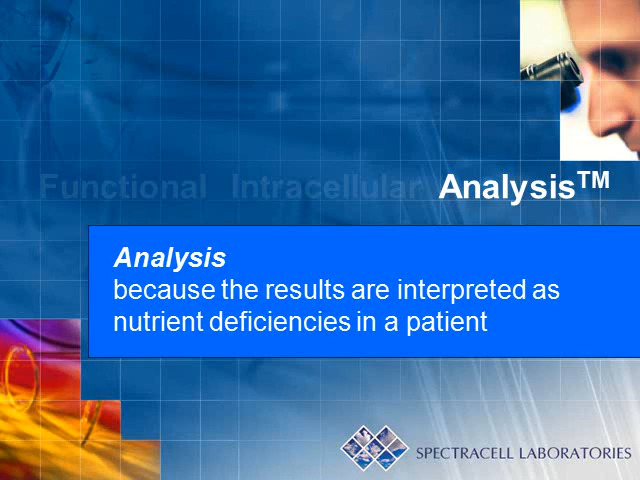 Functional Intracellular Analysis™
Analysis
because the results are interpreted as
nutrient deficiencies in a patient
SPECTRACELL LABORATORIES